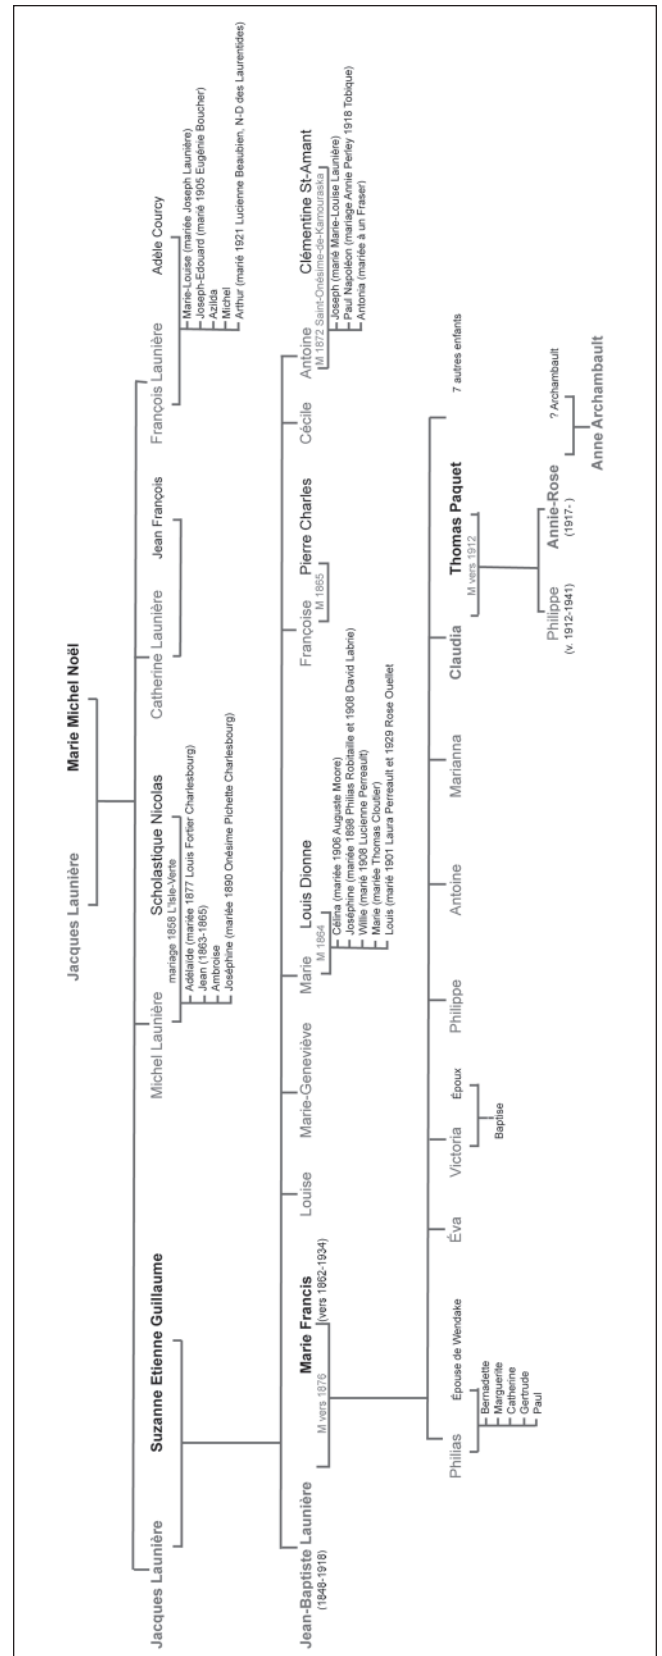 Jacques Launière
Marie Michel Noël
Jacques Launière
Suzanne Etienne Guillaume
Michel Launière
Scholastique Nicolas
mariage 1858 L'Isle-Verte
Adélaïde (mariée 1877 Louis Fortier Charlesbourg)
Jean (1863-1865)
Ambroise
Joséphine (mariée 1890 Onésime Pichette Charlesbourg)
Catherine Launière
Jean François
François Launière
Adèle Courcy
Marie-Louise (mariée Joseph Launière)
Joseph-Edouard (marié 1905 Eugénie Boucher)
Azilda
Michel
Arthur (marié 1921 Lucienne Beaubien, N-D des Laurentides)
Jean-Baptiste Launière
(1848-1918)
Marie Francis
(vers 1862-1934)
M vers 1876
Louise
Marie-Geneviève
Marie
Louis Dionne
M 1864
Célina (mariée 1906 Auguste Moore)
Joséphine (mariée 1898 Philias Robitaille et 1908 David Labrie)
Willie (marié 1908 Lucienne Perreault)
Marie (mariée Thomas Cloutier)
Louis (marié 1901 Laura Perreault et 1929 Rose Ouellet
Françoise
Pierre Charles
M 1865
Cécile
Antoine
Clémentine St-Amant
M 1872 Saint-Onésime-de-Kamouraska
Joseph (marié Marie-Louise Launière)
Paul Napoléon (mariage Annie Perley 1918 Tobique)
Antonia (mariée à un Fraser)
Philias
Épouse de Wendake
Bernadette
Marguerite
Catherine
Gertrude
Paul
Éva
Victoria
Époux
Baptise
Philippe
Antoine
Marianna
Claudia
Thomas Paquet
M vers 1912
7 autres enfants
Philippe
(v. 1912-1941)
Annie-Rose
(1917- )
? Archambault
Anne Archambault